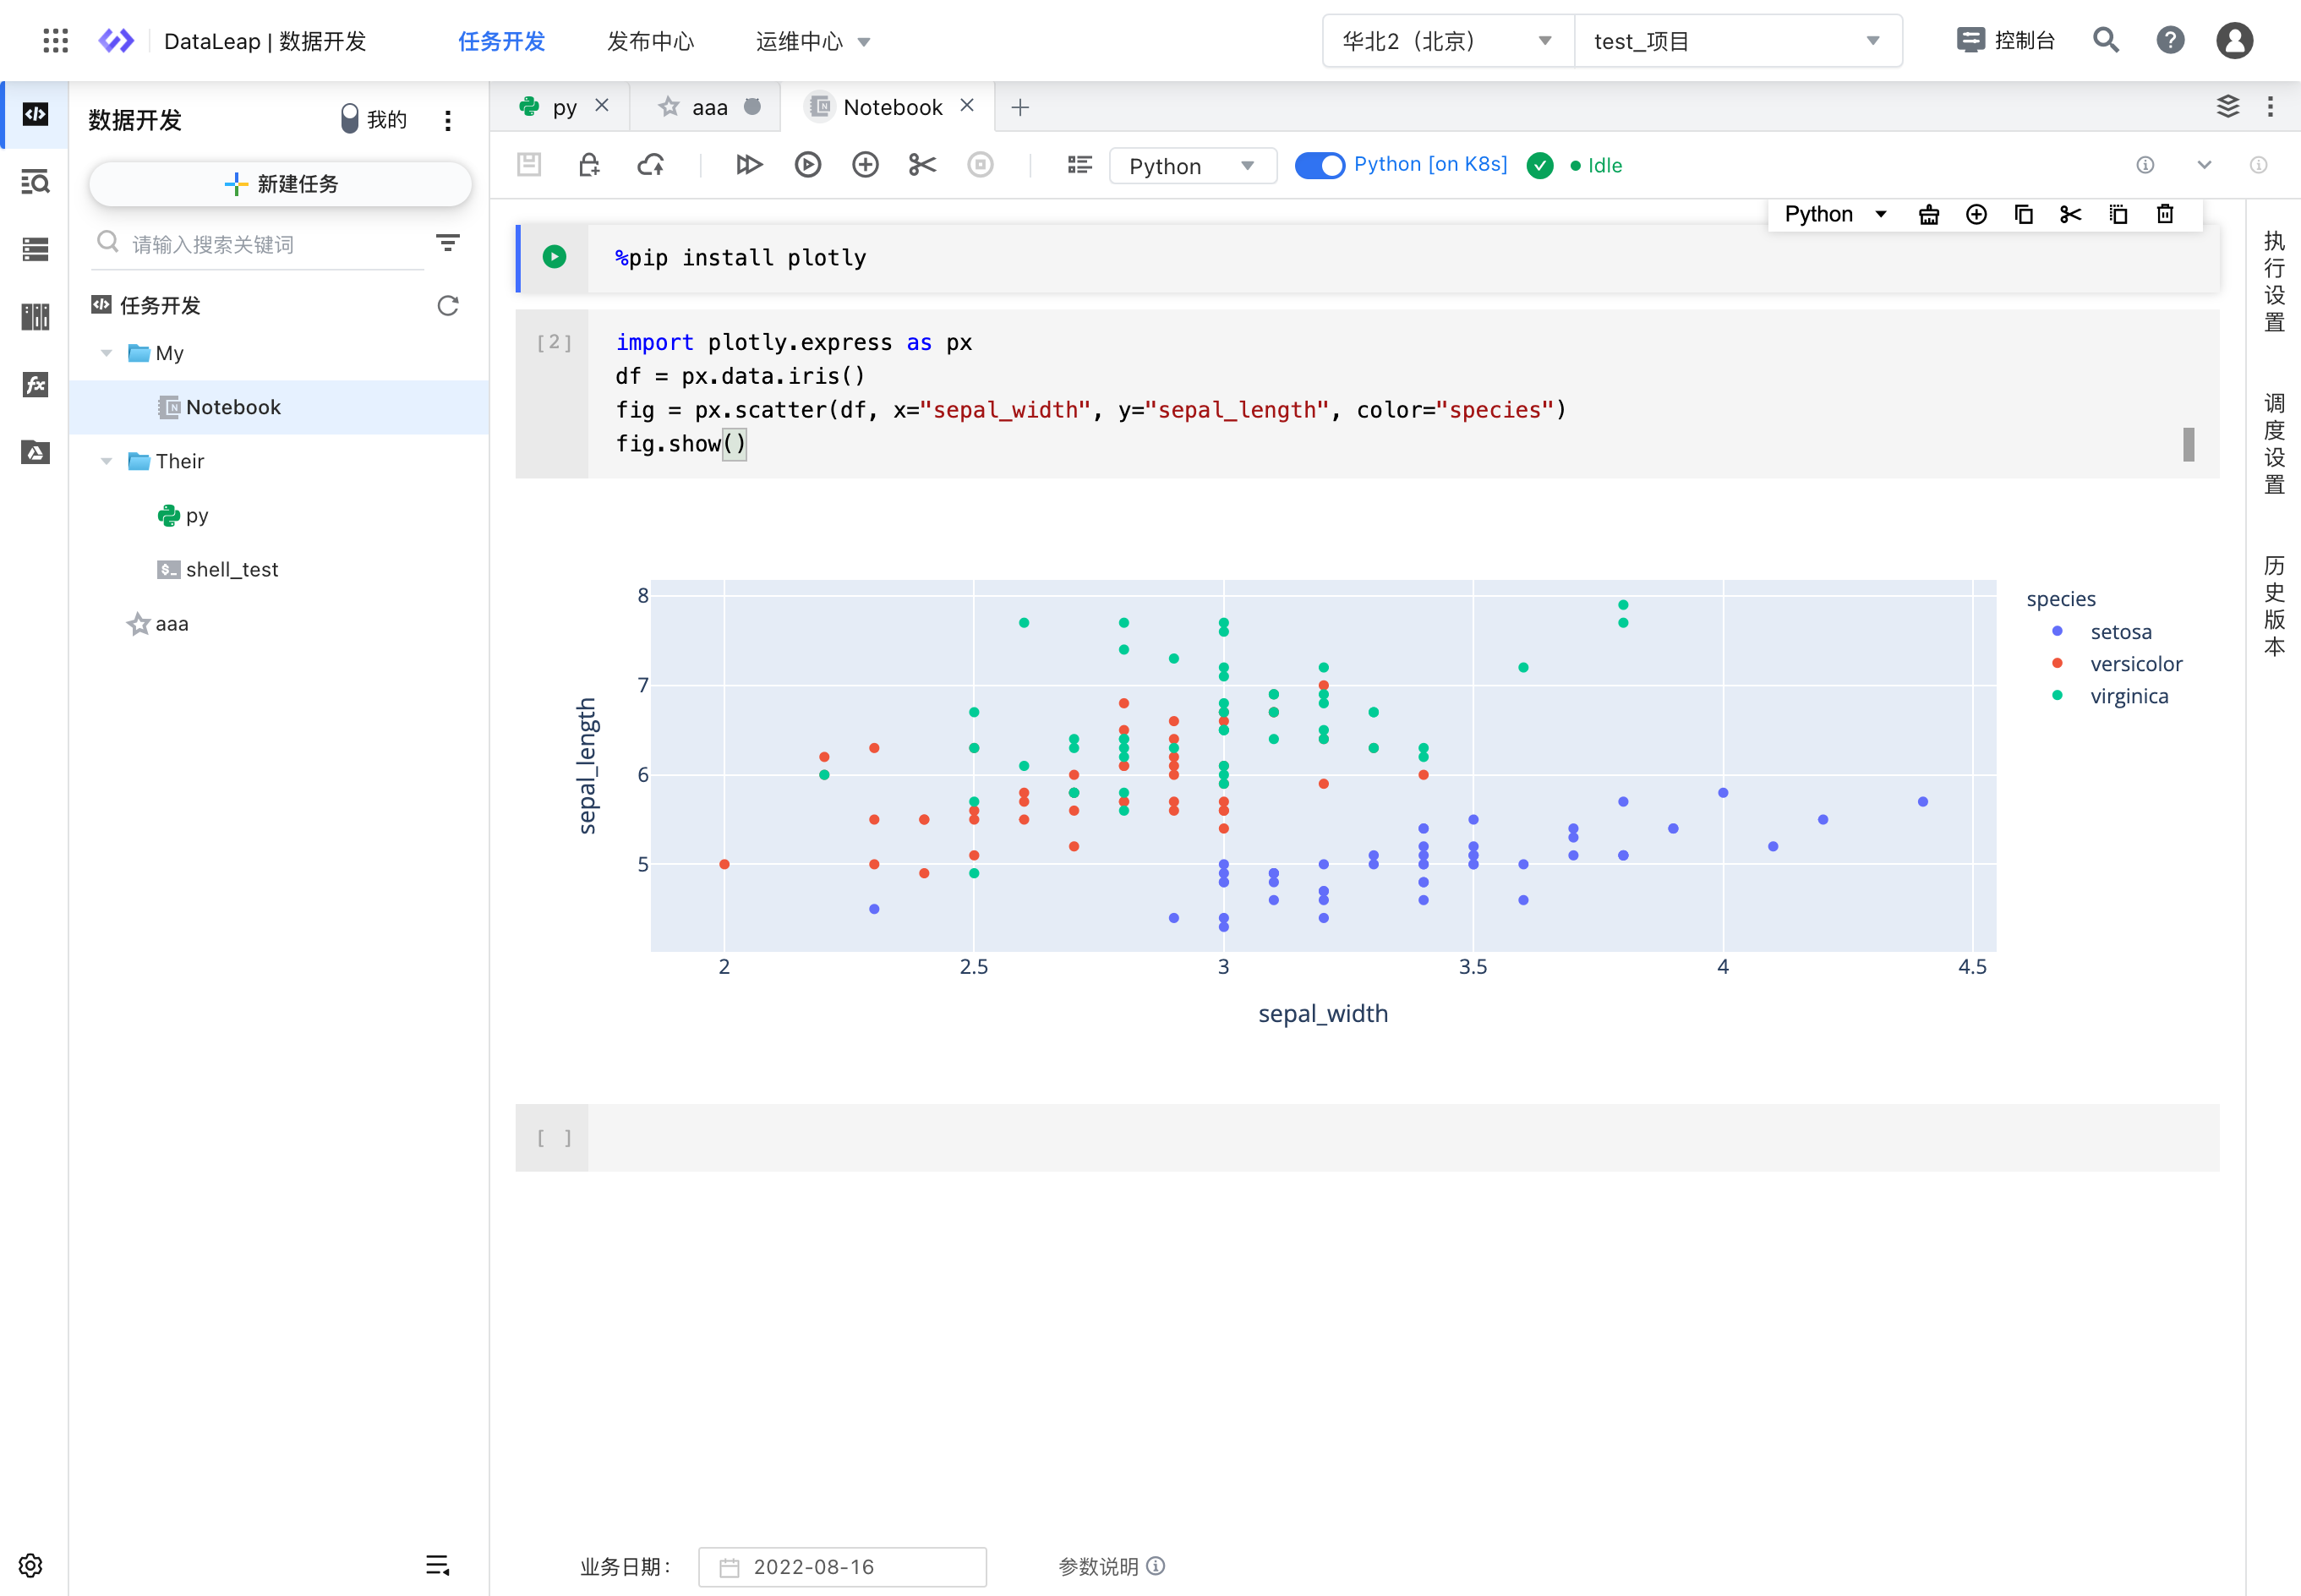 DataLeap | 数据开发
任务开发
发布中心
运维中心
华北2（北京）
test_项目
控制台
数据开发
我的
新建任务
请输入搜索关键词
任务开发
My
Notebook
Their
py
shell_test
aaa
py
aaa
Notebook
Python
Python [on K8s]
Idle
Python
%pip install plotly
[2]
import plotly.express as px
df = px.data.iris()
fig = px.scatter(df, x="sepal_width", y="sepal_length", color="species")
fig.show()
8
7
6
5
sepal_length
2 2.5 3 3.5 4 4.5
sepal_width
species
setosa
versicolor
virginica
[ ]
执行设置
调度设置
历史版本
业务日期：
2022-08-16
参数说明